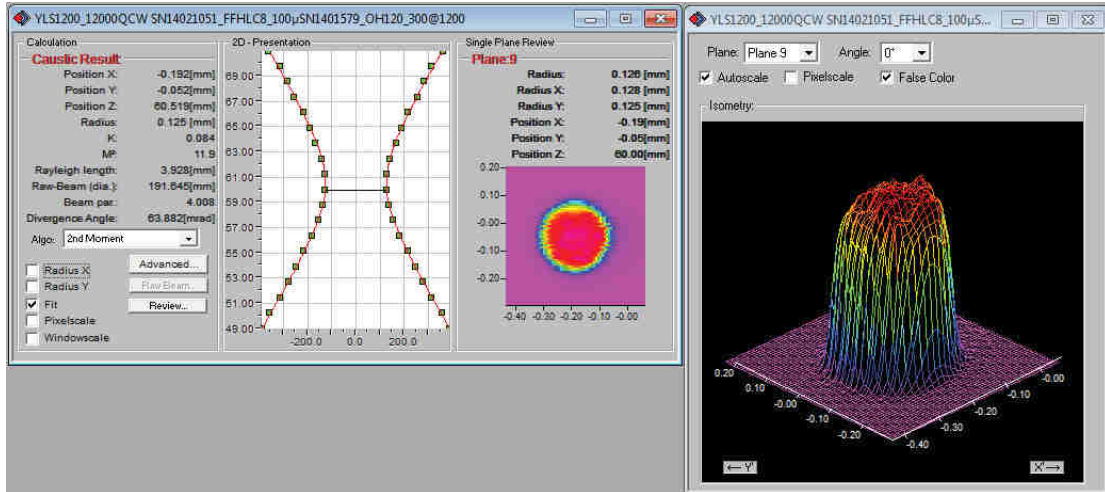 YLS1200_12000QCW SN14021051_FFHLC8_100µSN1401579_OH120_300@1200
Calculation
Caustic Result
Position X: -0.192[mm]
Position Y: -0.052[mm]
Position Z: 60.519[mm]
Radius: 0.125 [mm]
K: 0.084
M²: 11.9
Rayleigh length: 3.928[mm]
Raw-Beam (dia.): 191.645[mm]
Beam par.: 4.008
Divergence Angle: 63.882[mrad]
Algo: 2nd Moment
Radius X
Radius Y
Fit
Pixelscale
Windowscale
Advanced...
Raw Beam...
Review...
2D - Presentation
69.00
67.00
65.00
63.00
61.00
59.00
57.00
55.00
53.00
51.00
49.00
-200.0 0.0 200.0
Single Plane Review
Plane:9
Radius: 0.126 [mm]
Radius X: 0.128 [mm]
Radius Y: 0.125 [mm]
Position X: -0.19[mm]
Position Y: -0.05[mm]
Position Z: 60.00[mm]
0.20
0.10
-0.00
-0.10
-0.20
-0.40 -0.30 -0.20 -0.10 -0.00
YLS1200_12000QCW SN14021051_FFHLC8_100µS...
Plane: Plane 9 Angle: 0°
Autoscale Pixelscale False Color
Isometry:
0.20
0.10
-0.00
-0.10
-0.20
-0.40
-0.30
-0.20
-0.10
-0.00
←Y'
X'→